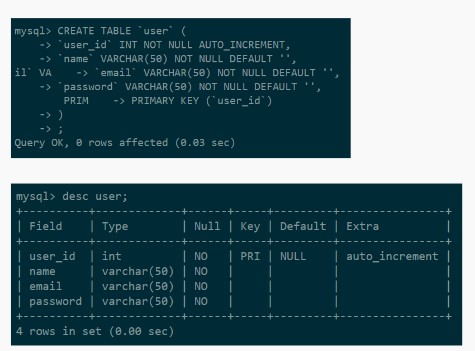 mysql> CREATE TABLE `user` (
    -> `user_id` INT NOT NULL AUTO_INCREMENT,
    -> `name` VARCHAR(50) NOT NULL DEFAULT '',
il` VA    -> `email` VARCHAR(50) NOT NULL DEFAULT '',
    -> `password` VARCHAR(50) NOT NULL DEFAULT '',
        PRIM    -> PRIMARY KEY (`user_id`)
    -> )
    -> ;
Query OK, 0 rows affected (0.03 sec)
mysql> desc user;
+----------+-------------+------+-----+---------+----------------+
| Field    | Type        | Null | Key | Default | Extra          |
+----------+-------------+------+-----+---------+----------------+
| user_id  | int         | NO   | PRI | NULL    | auto_increment |
| name     | varchar(50) | NO   |     |         |                |
| email    | varchar(50) | NO   |     |         |                |
| password | varchar(50) | NO   |     |         |                |
+----------+-------------+------+-----+---------+----------------+
4 rows in set (0.00 sec)